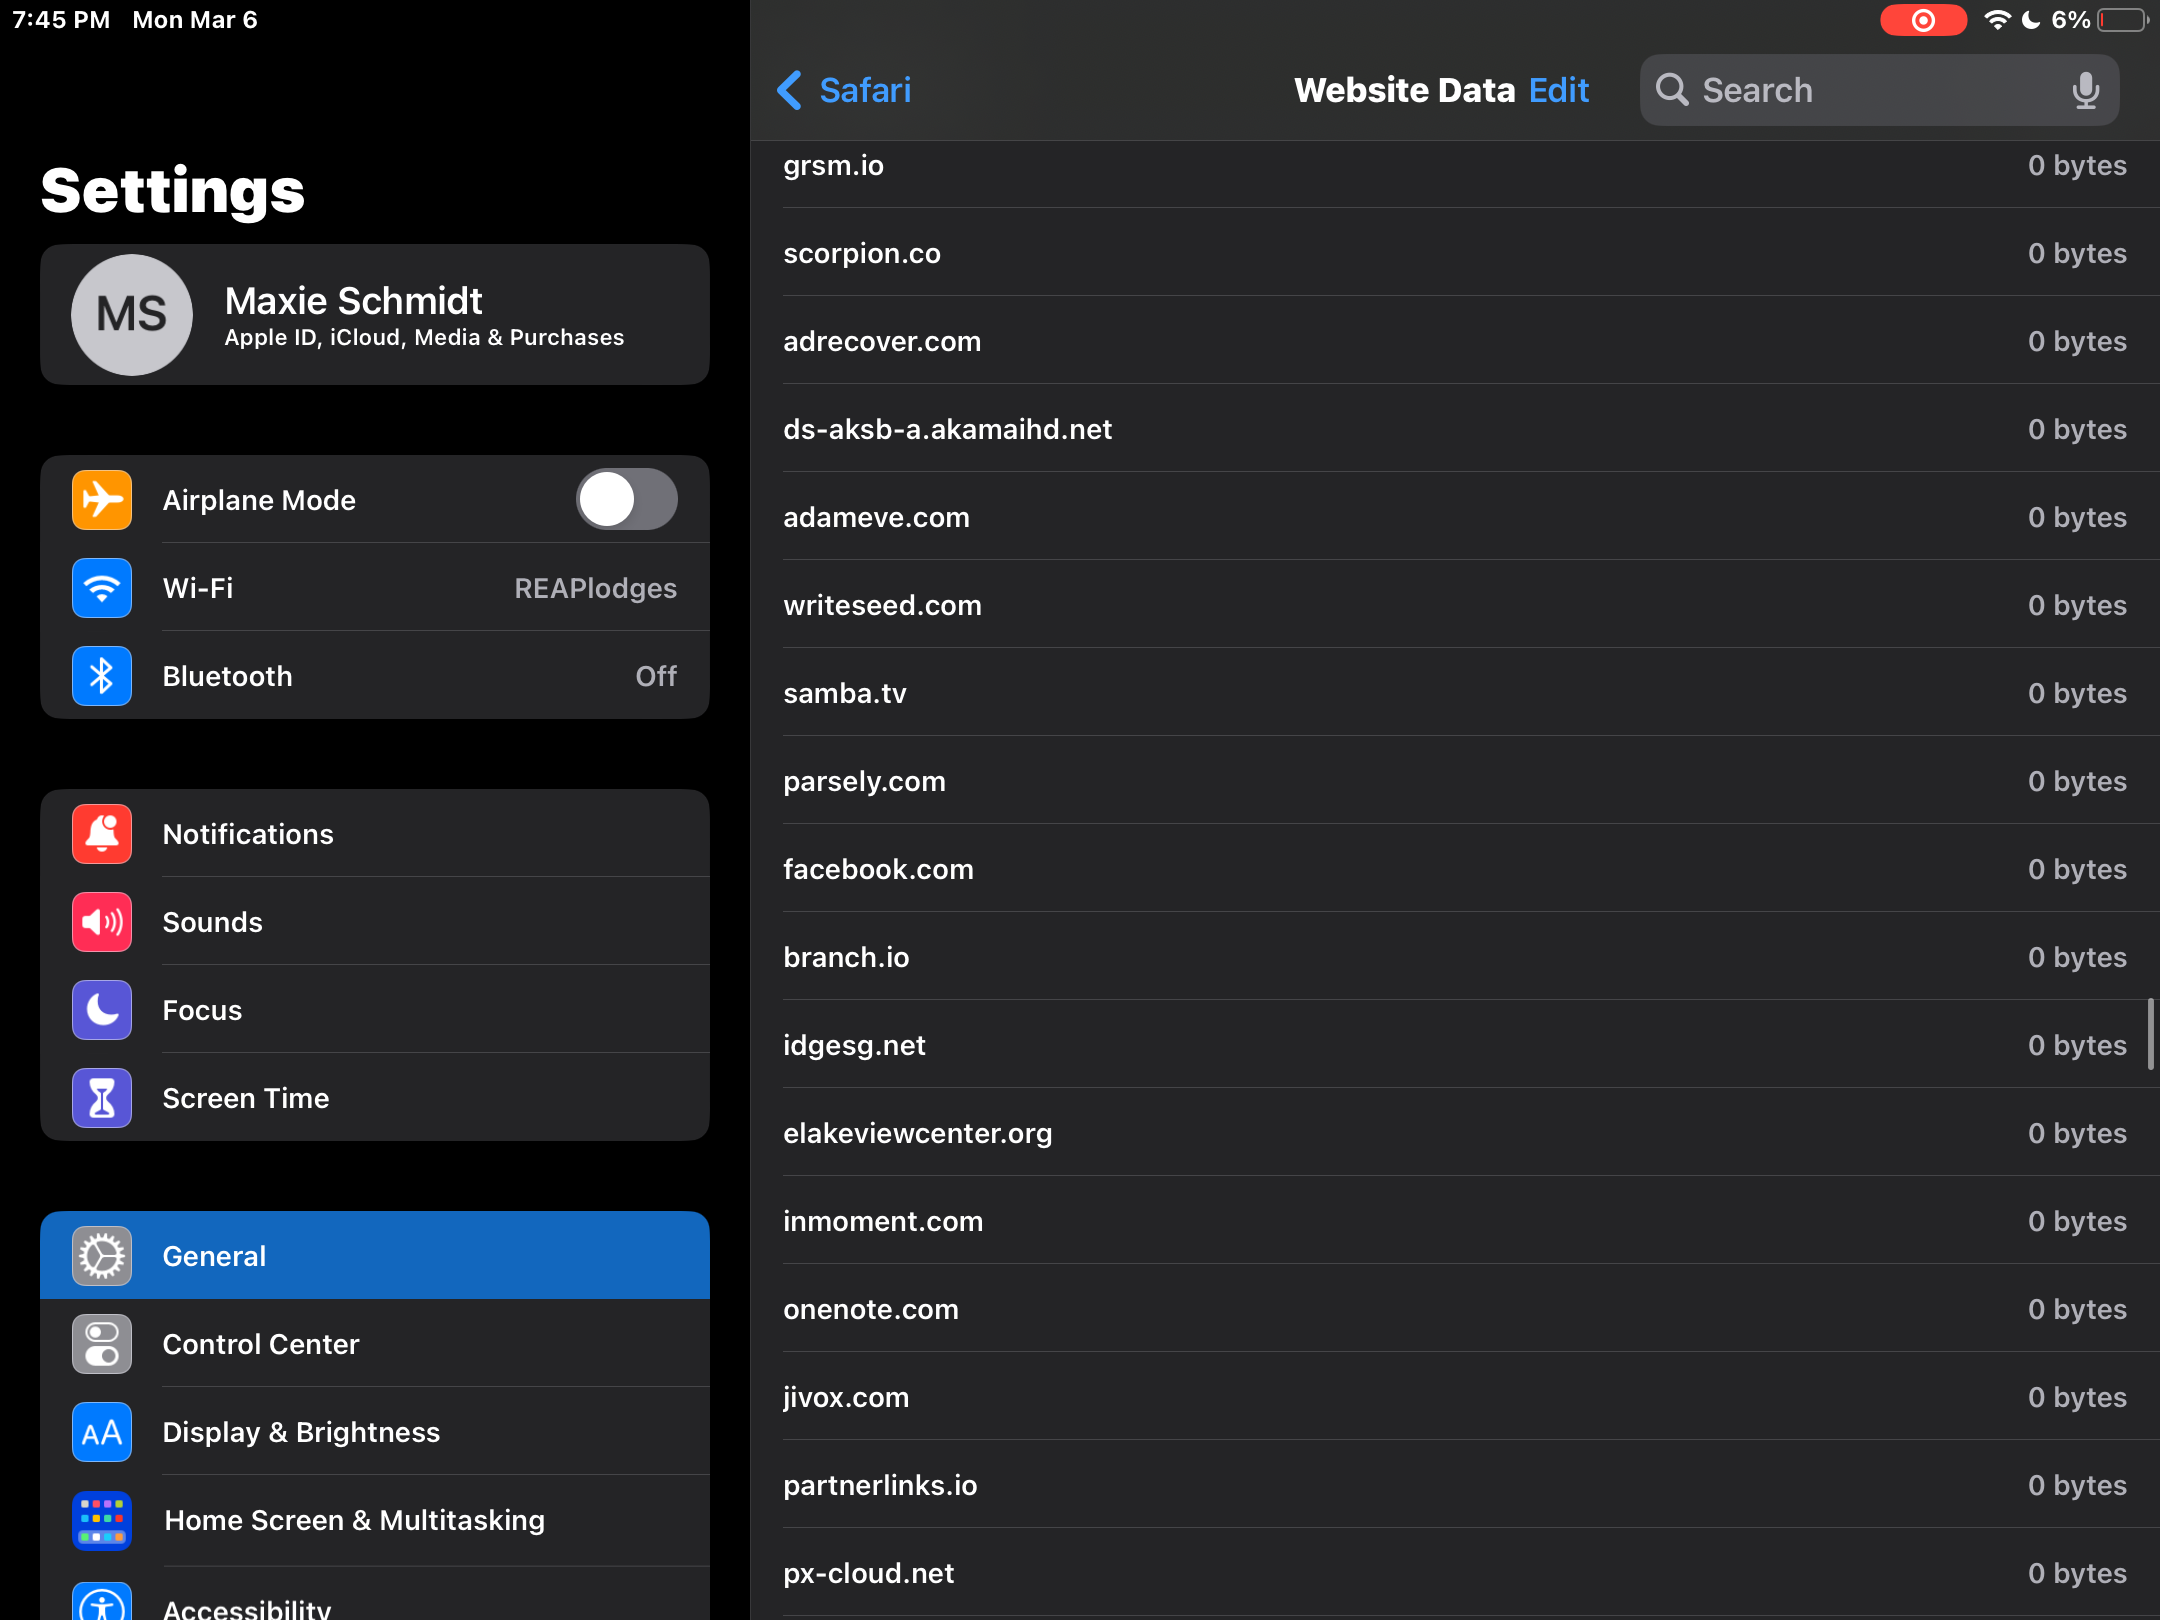 7:45 PM Mon Mar 6
6%
Settings
MS
Maxie Schmidt
Apple ID, iCloud, Media & Purchases
Airplane Mode
Wi-Fi REAPlodges
Bluetooth Off
Notifications
Sounds
Focus
Screen Time
General
Control Center
AA Display & Brightness
Home Screen & Multitasking
Accessibility
Safari Website Data Edit Search
grsm.io 0 bytes
scorpion.co 0 bytes
adrecover.com 0 bytes
ds-aksb-a.akamaihd.net 0 bytes
adameve.com 0 bytes
writeseed.com 0 bytes
samba.tv 0 bytes
parsely.com 0 bytes
facebook.com 0 bytes
branch.io 0 bytes
idgesg.net 0 bytes
elakeviewcenter.org 0 bytes
inmoment.com 0 bytes
onenote.com 0 bytes
jivox.com 0 bytes
partnerlinks.io 0 bytes
px-cloud.net 0 bytes